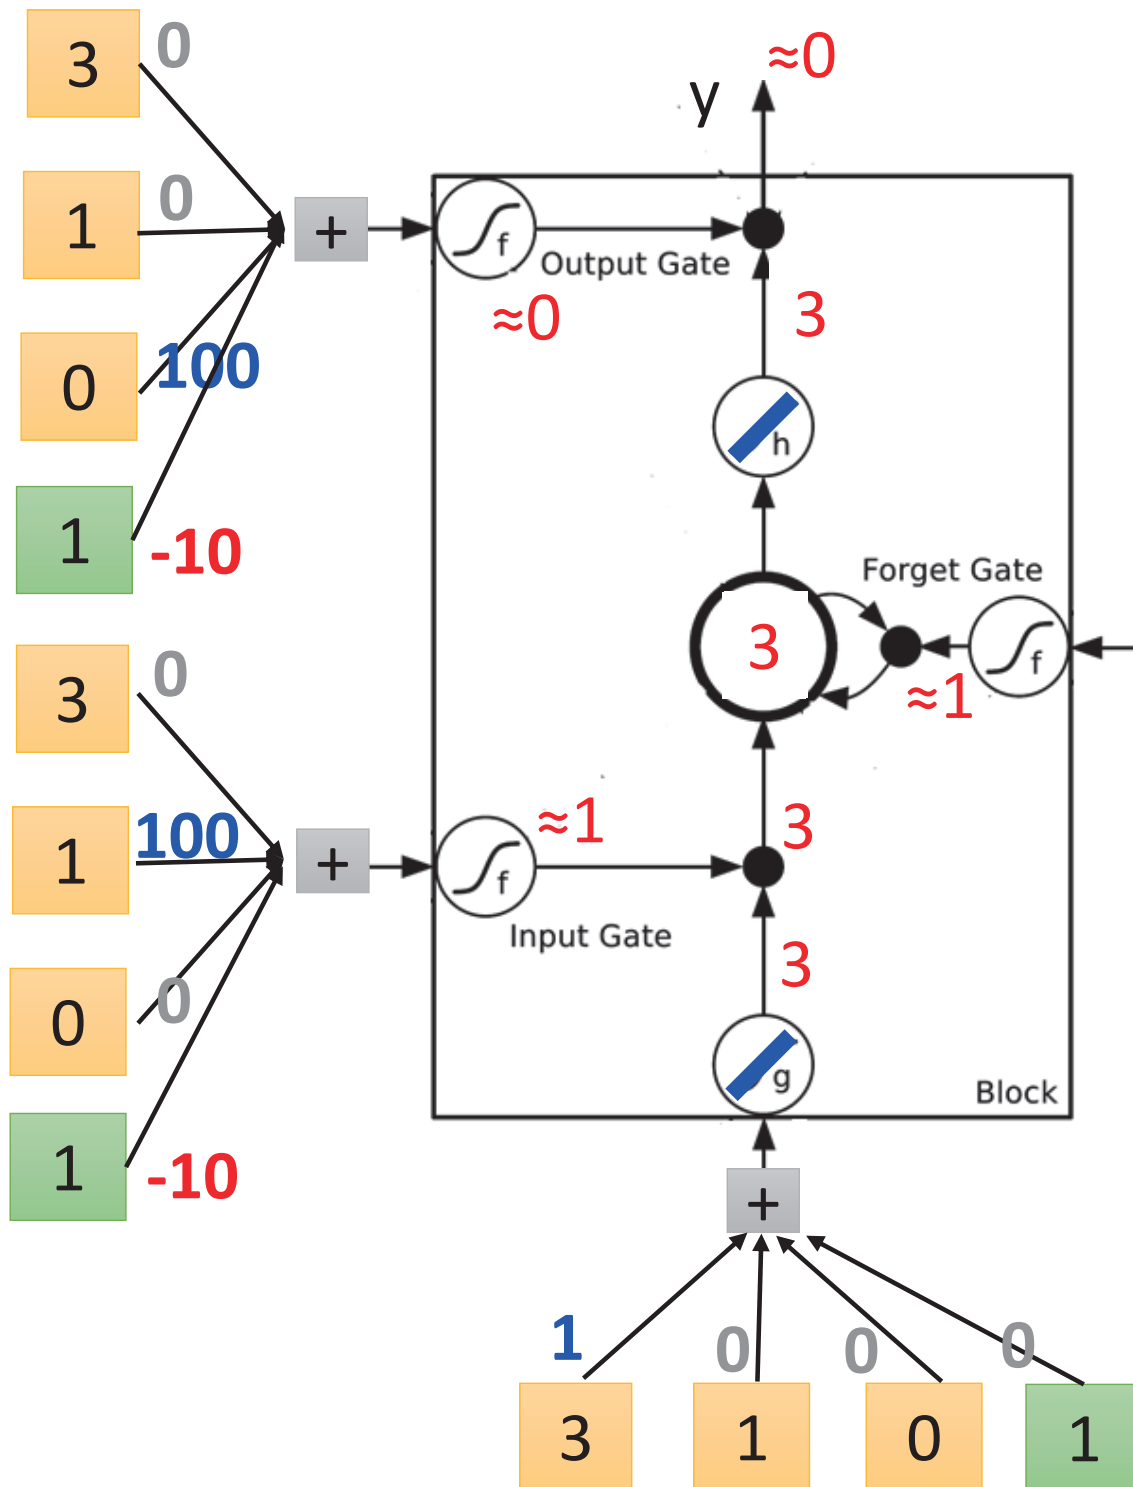 3 0
≈0
y
1 0
+
f
Output Gate
≈0
3
0 100
h
1 -10
Forget Gate
3
f
≈1
3 0
1 100
≈1
3
+
f
Input Gate
3
0 0
g
Block
1 -10
+
1 0 0 0
3 1 0 1